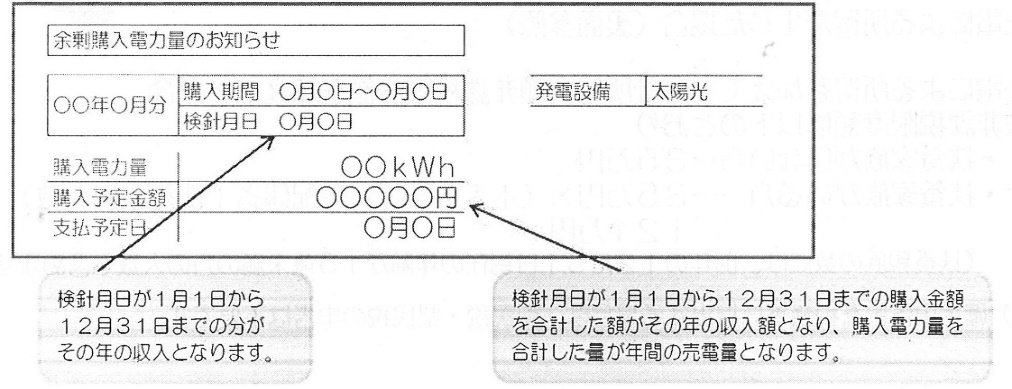 余剰購入電力量のお知らせ
〇〇年〇月分
購入期間 〇月〇日～〇月〇日
検針月日 〇月〇日
発電設備 太陽光
購入電力量 〇〇kWh
購入予定金額 〇〇〇〇〇円
支払予定日 〇月〇日
検針月日が１月１日から
１２月３１日までの分が
その年の収入となります。
検針月日が１月１日から１２月３１日までの購入金額
を合計した額がその年の収入額となり、購入電力量を
合計した量が年間の売電量となります。